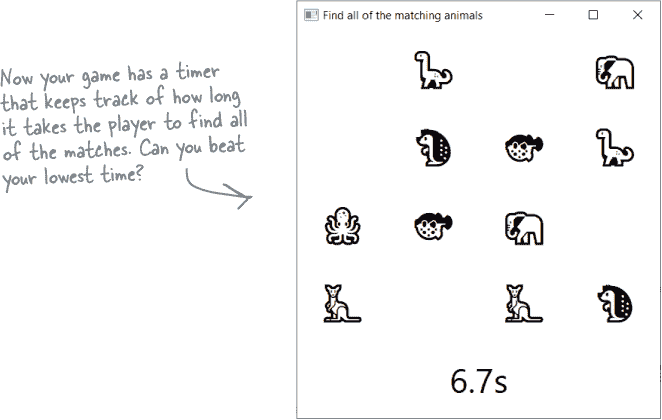 Find all of the matching animals
Now your game has a timer
that keeps track of how long
it takes the player to find all
of the matches. Can you beat
your lowest time?
6.7s